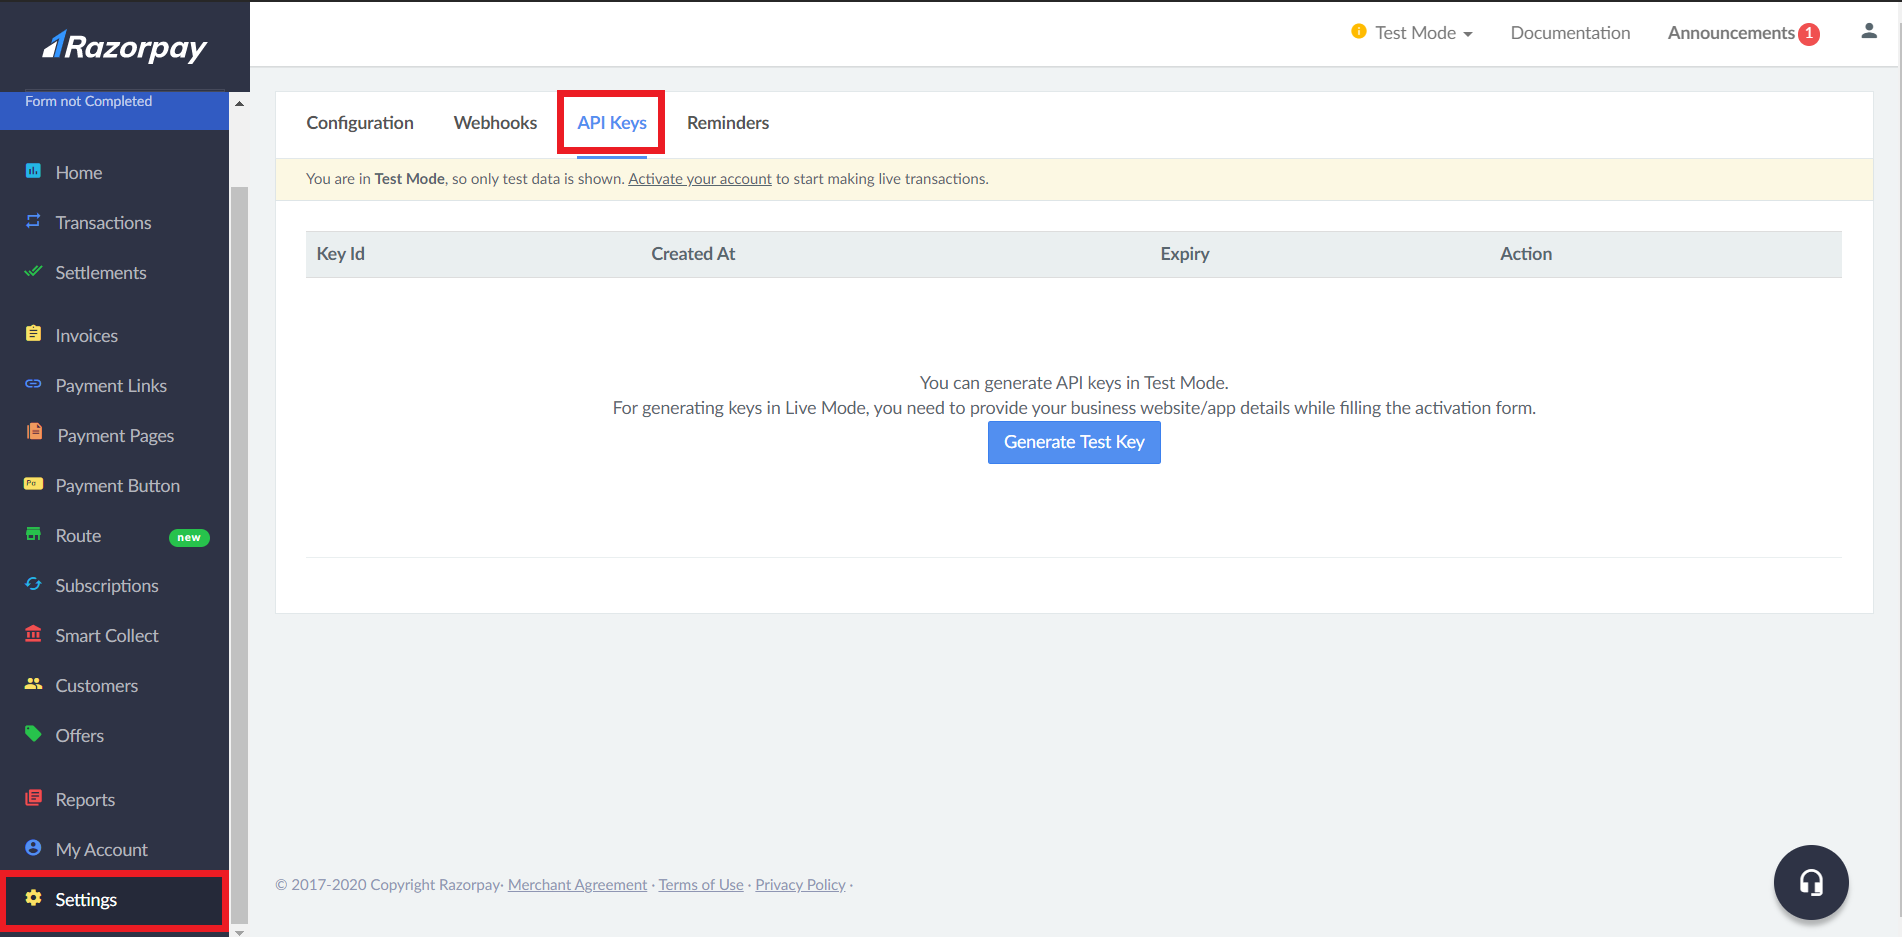 Razorpay
Test Mode
Documentation
Announcements 1
Form not Completed
Home
Transactions
Settlements
Invoices
Payment Links
Payment Pages
Payment Button
Route new
Subscriptions
Smart Collect
Customers
Offers
Reports
My Account
Settings
Configuration Webhooks API Keys Reminders
You are in Test Mode, so only test data is shown. Activate your account to start making live transactions.
Key Id Created At Expiry Action
You can generate API keys in Test Mode.
For generating keys in Live Mode, you need to provide your business website/app details while filling the activation form.
Generate Test Key
© 2017-2020 Copyright Razorpay· Merchant Agreement · Terms of Use · Privacy Policy ·